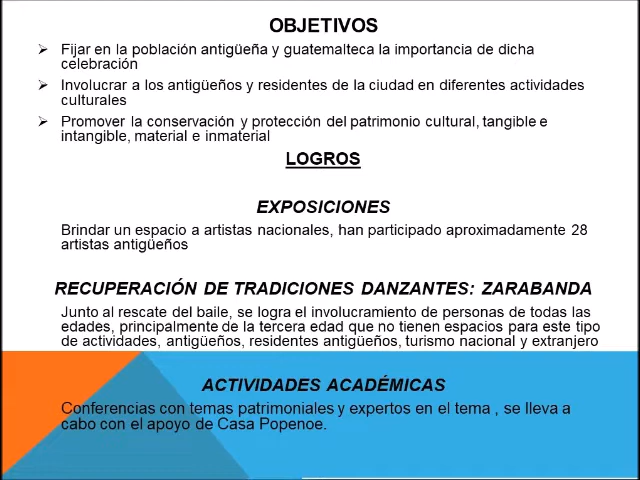 OBJETIVOS
➢ Fijar en la población antigüeña y guatemalteca la importancia de dicha
celebración
➢ Involucrar a los antigüeños y residentes de la ciudad en diferentes actividades
culturales
➢ Promover la conservación y protección del patrimonio cultural, tangible e
intangible, material e inmaterial
LOGROS
EXPOSICIONES
Brindar un espacio a artistas nacionales, han participado aproximadamente 28
artistas antigüeños
RECUPERACIÓN DE TRADICIONES DANZANTES: ZARABANDA
Junto al rescate del baile, se logra el involucramiento de personas de todas las
edades, principalmente de la tercera edad que no tienen espacios para este tipo
de actividades, antigüeños, residentes antigüeños, turismo nacional y extranjero
ACTIVIDADES ACADÉMICAS
Conferencias con temas patrimoniales y expertos en el tema , se lleva a
cabo con el apoyo de Casa Popenoe.